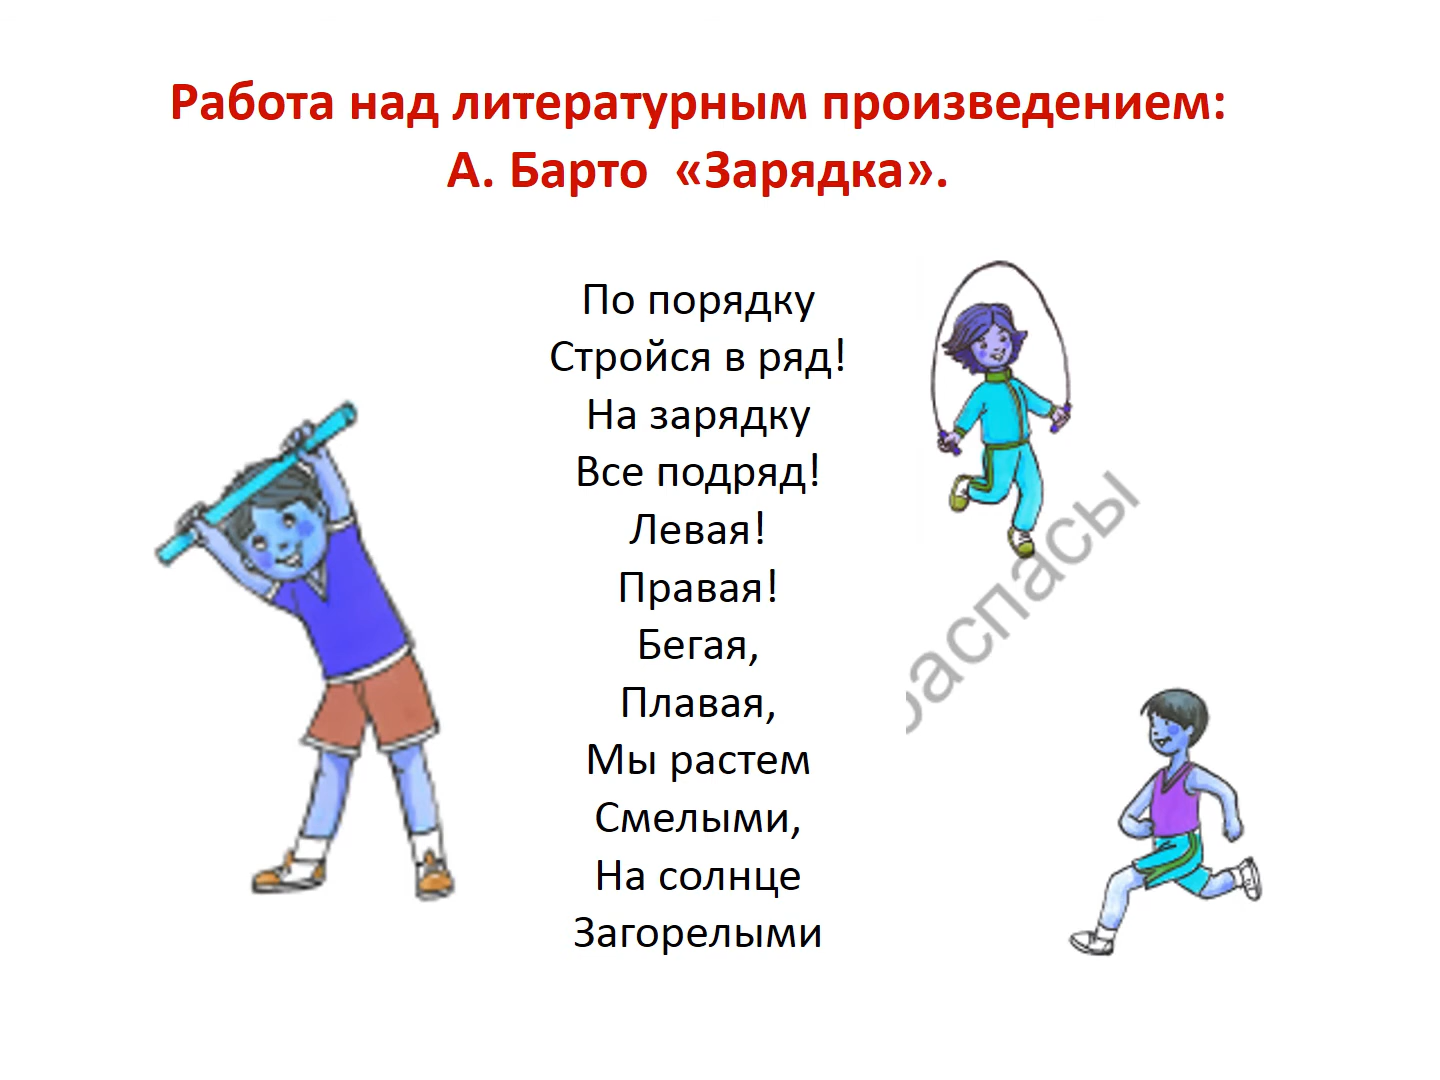 Работа над литературным произведением:
А. Барто «Зарядка».
По порядку
Стройся в ряд!
На зарядку
Все подряд!
Левая!
Правая!
Бегая,
Плавая,
Мы растем
Смелыми,
На солнце
Загорелыми